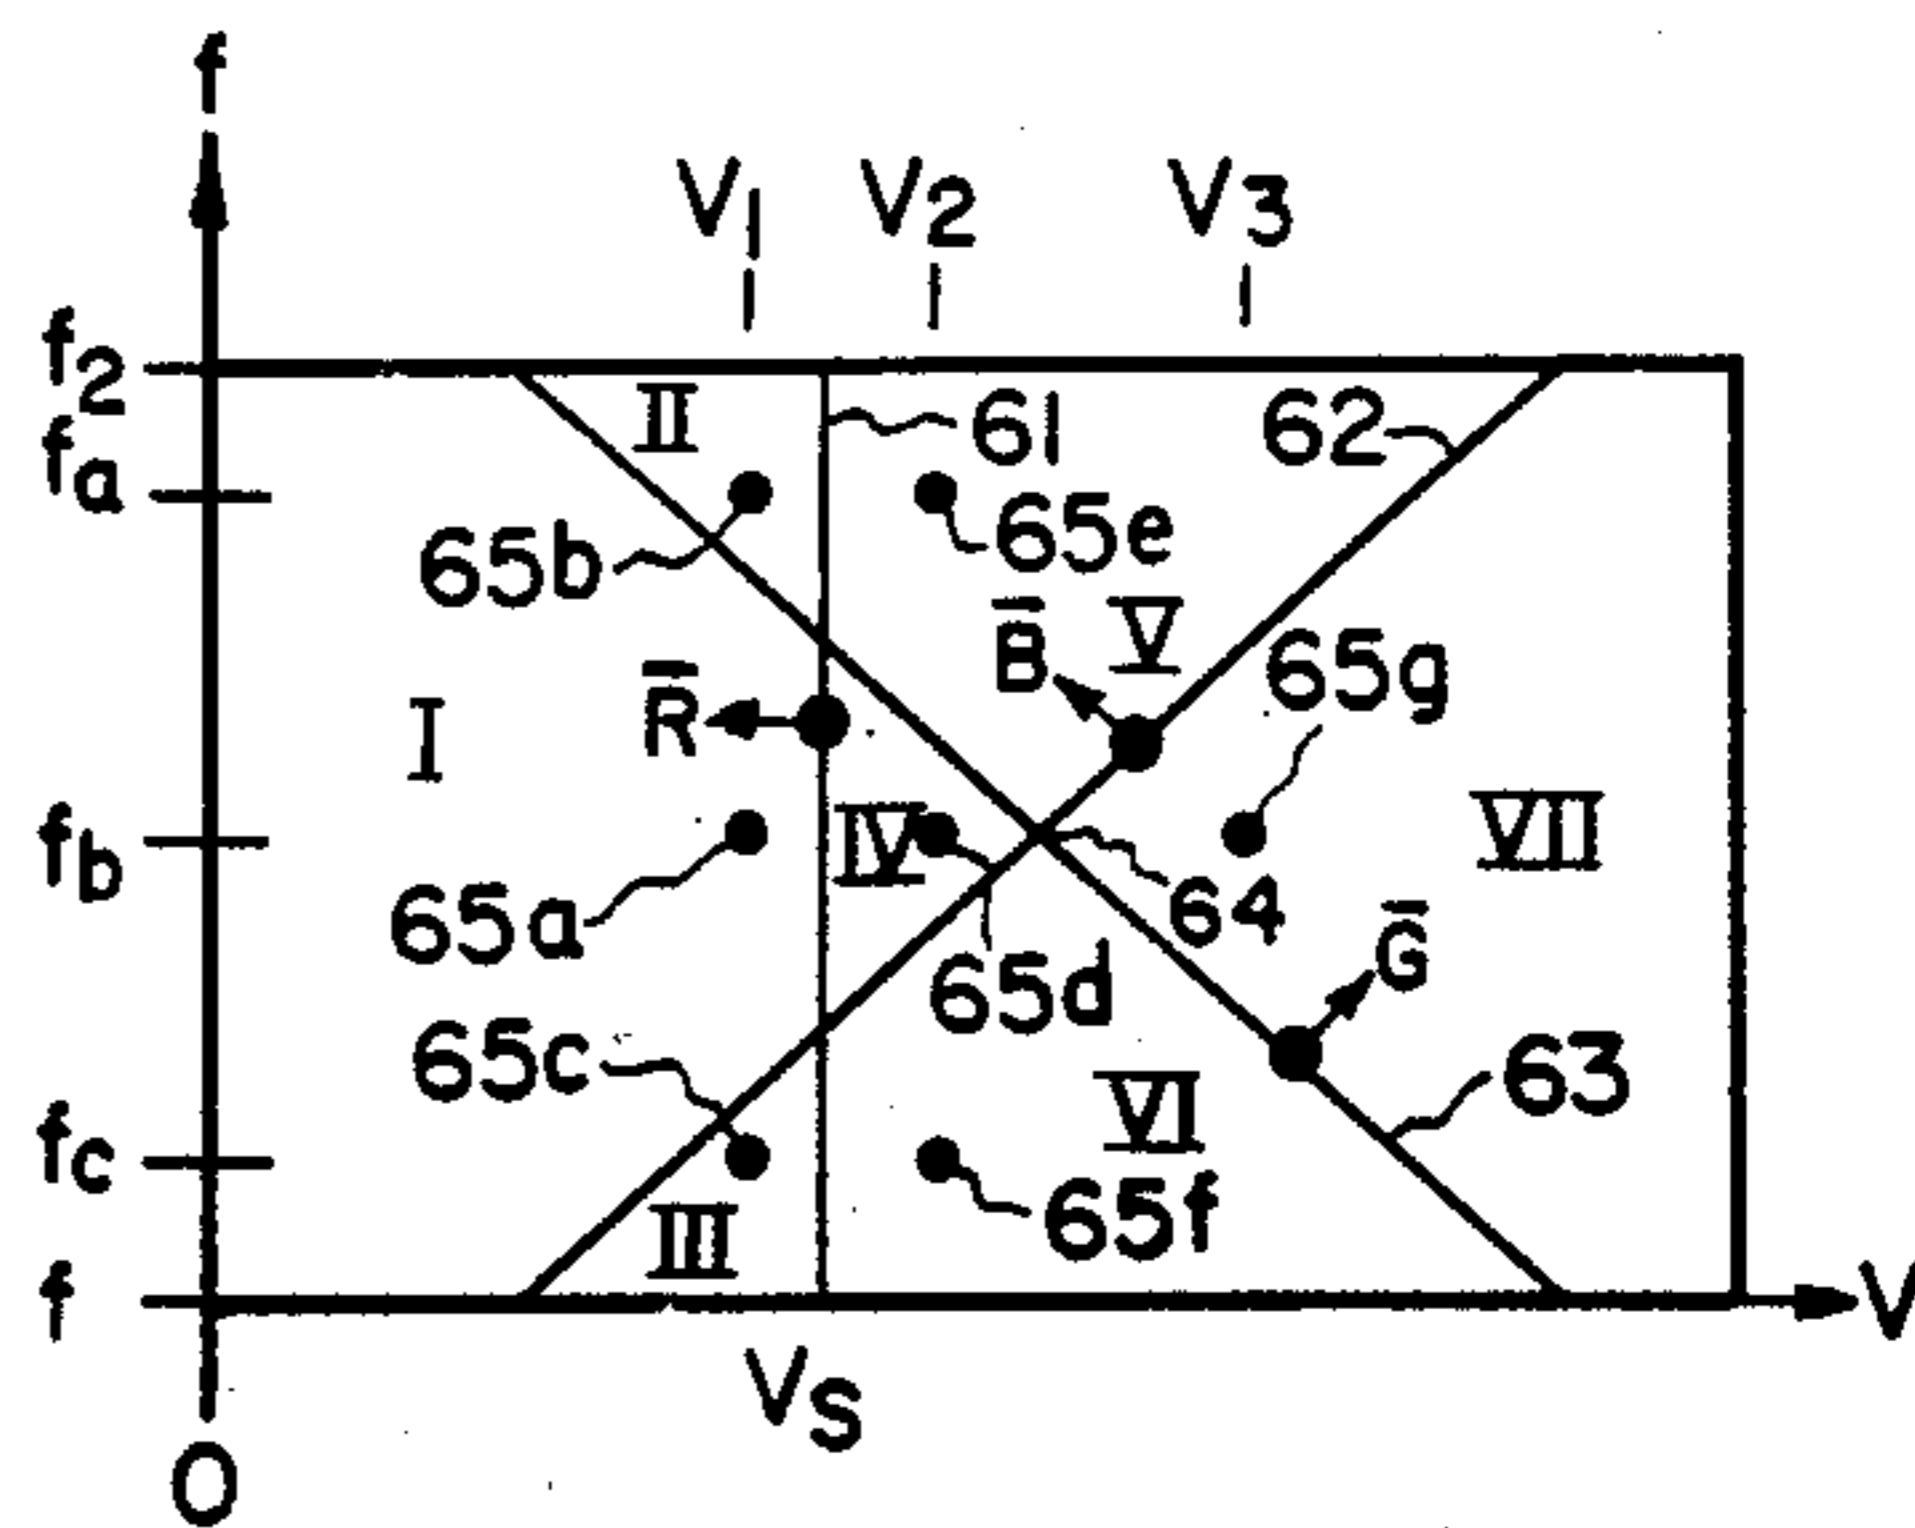 f
V1 V2 V3
f2
II 61 62
fa
65b 65e
B̅ V 65g
I R̅
fb IV VII
65a 64
65d G̅
65c 63
VI
fc
65f
III
f V
VS
O